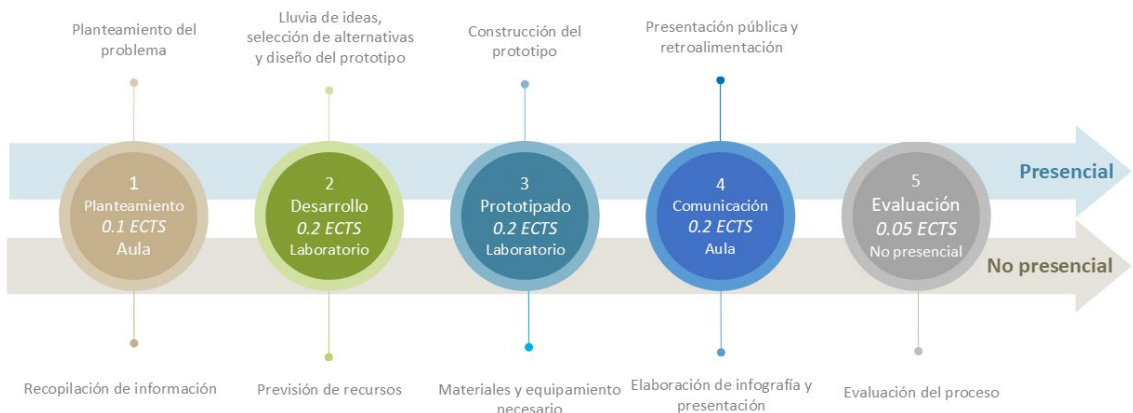 Planteamiento del
problema
Lluvia de ideas,
selección de alternativas
y diseño del prototipo
Construcción del
prototipo
Presentación pública y
retroalimentación
1
Planteamiento
0.1 ECTS
Aula
2
Desarrollo
0.2 ECTS
Laboratorio
3
Prototipado
0.2 ECTS
Laboratorio
4
Comunicación
0.2 ECTS
Aula
5
Evaluación
0.05 ECTS
No presencial
Presencial
No presencial
Recopilación de información
Previsión de recursos
Materiales y equipamiento
necesario
Elaboración de infografía y
presentación
Evaluación del proceso